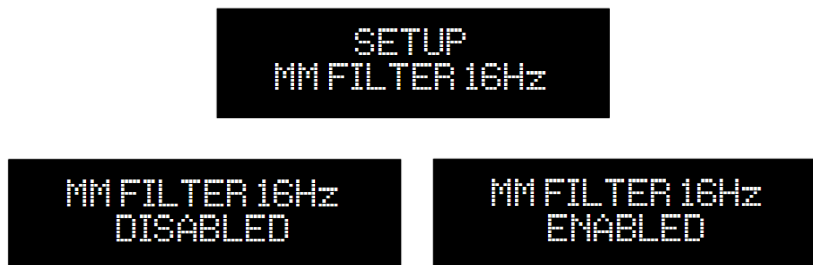 SETUP
MM FILTER 16Hz
MM FILTER 16Hz
DISABLED
MM FILTER 16Hz
ENABLED